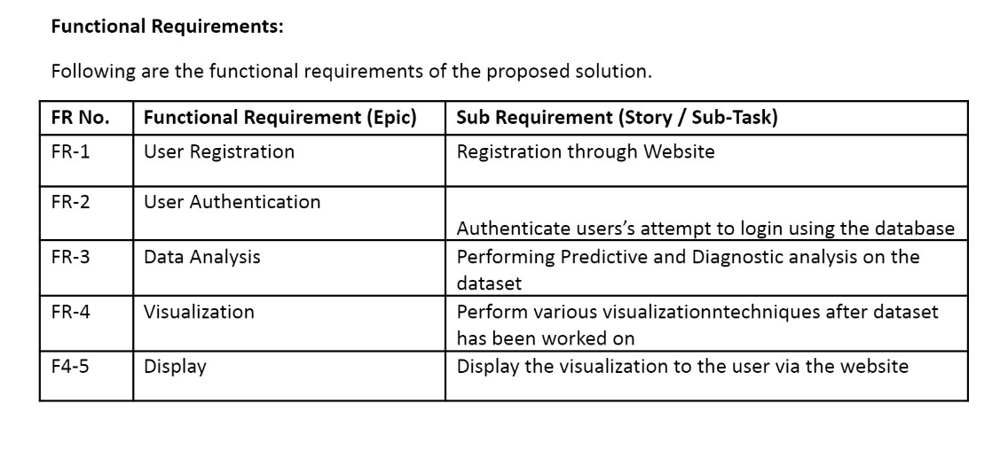 Functional Requirements:
Following are the functional requirements of the proposed solution.
FR No. Functional Requirement (Epic) Sub Requirement (Story / Sub-Task)
FR-1 User Registration Registration through Website
FR-2 User Authentication
Authenticate users’s attempt to login using the database
FR-3 Data Analysis Performing Predictive and Diagnostic analysis on the
dataset
FR-4 Visualization Perform various visualizationntechniques after dataset
has been worked on
F4-5 Display Display the visualization to the user via the website